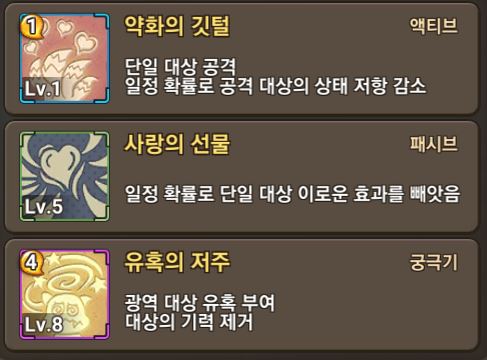 1
약화의 깃털
액티브
단일 대상 공격
일정 확률로 공격 대상의 상태 저항 감소
Lv.1
사랑의 선물
패시브
일정 확률로 단일 대상 이로운 효과를 빼앗음
Lv.5
4
유혹의 저주
궁극기
광역 대상 유혹 부여
대상의 기력 제거
Lv.8